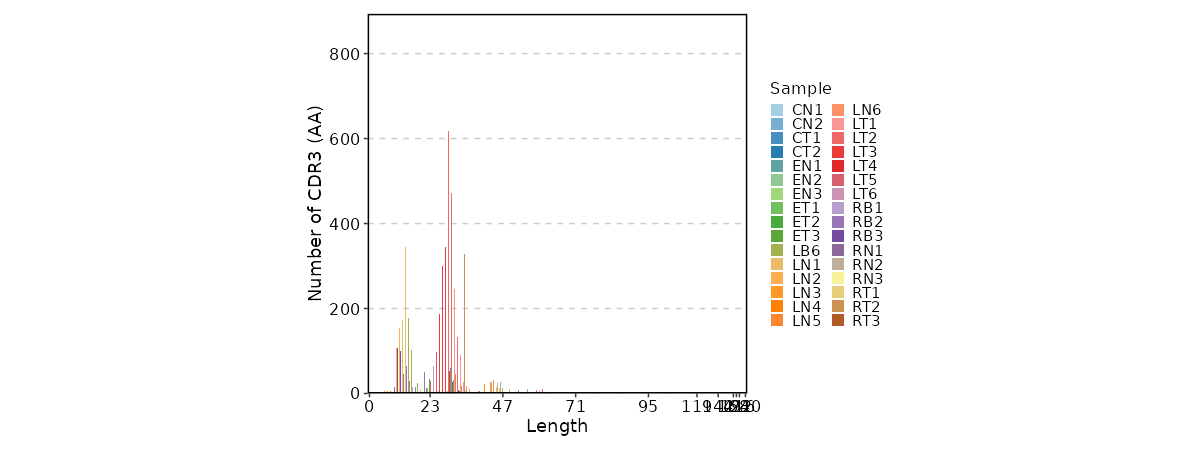 Number of CDR3 (AA)
800
600
400
200
0
0 23 47 71 95
Length
Sample
CN1 LN6
CN2 LT1
CT1 LT2
CT2 LT3
EN1 LT4
EN2 LT5
EN3 LT6
ET1 RB1
ET2 RB2
ET3 RB3
LB6 RN1
LN1 RN2
LN2 RN3
LN3 RT1
LN4 RT2
LN5 RT3